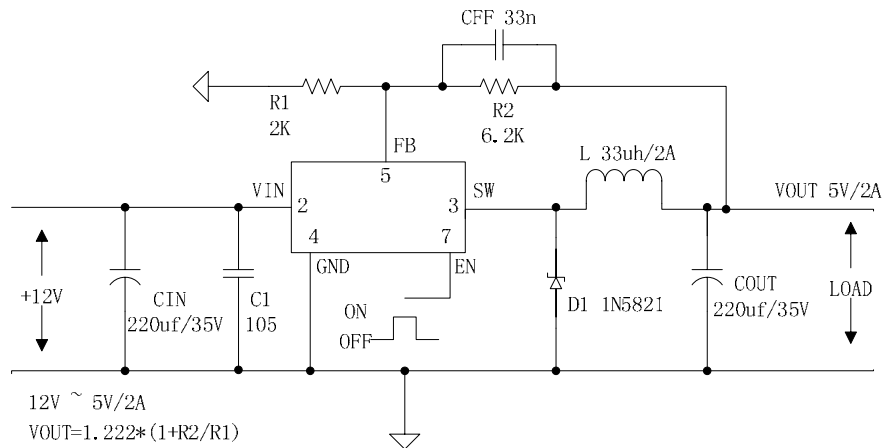 CFF 33n
R1
2K
R2
6.2K
FB
5
L 33uh/2A
VIN
SW
VOUT 5V/2A
2
3
4
7
GND
EN
+12V
CIN
220uf/35V
C1
105
ON
OFF
D1 1N5821
COUT
220uf/35V
LOAD
12V ~ 5V/2A
VOUT=1.222*(1+R2/R1)